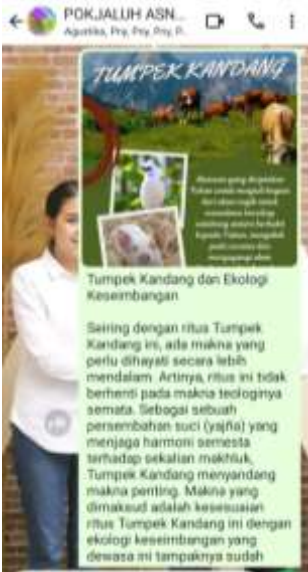 POKJALUH ASN...
Agustika, Pny, Pny, Pny, P..
TUMPEK KANDANG
Tumpek Kandang dan Ekologi
Keseimbangan
Seiring dengan ritus Tumpek
Kandang ini, ada makna yang
perlu dihayati secara lebih
mendalam. Artinya, ritus ini tidak
berhenti pada makna teologinya
semata. Sebagai sebuah
persembahan suci (yajña) yang
menjaga harmoni semesta
terhadap sekalian makhluk,
Tumpek Kandang menyandang
makna penting. Makna yang
dimaksud adalah kesesuaian
ritus Tumpek Kandang ini dengan
ekologi keseimbangan yang
dewasa ini tampaknya sudah